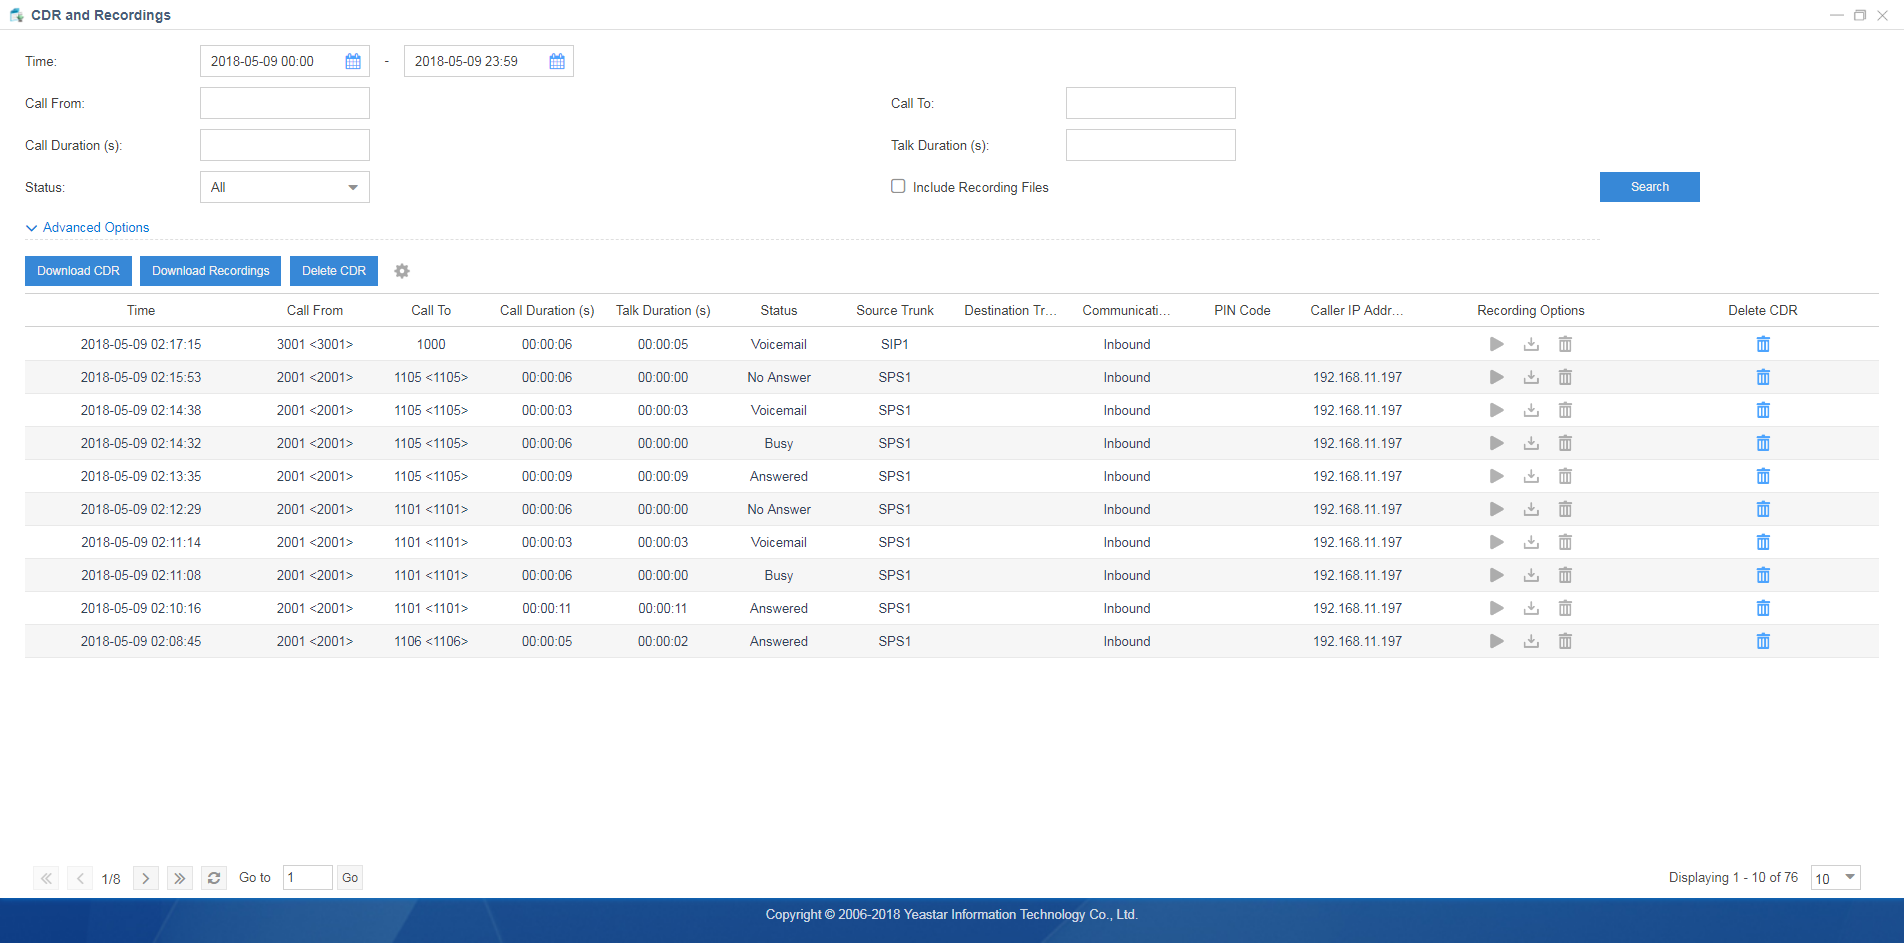 CDR and Recordings
Time: 2018-05-09 00:00 - 2018-05-09 23:59
Call From: Call To:
Call Duration (s): Talk Duration (s):
Status: All Include Recording Files Search
Advanced Options
Download CDR Download Recordings Delete CDR
Time Call From Call To Call Duration (s) Talk Duration (s) Status Source Trunk Destination Tr... Communicati... PIN Code Caller IP Addr... Recording Options Delete CDR
2018-05-09 02:17:15 3001 <3001> 1000 00:00:06 00:00:05 Voicemail SIP1 Inbound
2018-05-09 02:15:53 2001 <2001> 1105 <1105> 00:00:06 00:00:00 No Answer SPS1 Inbound 192.168.11.197
2018-05-09 02:14:38 2001 <2001> 1105 <1105> 00:00:03 00:00:03 Voicemail SPS1 Inbound 192.168.11.197
2018-05-09 02:14:32 2001 <2001> 1105 <1105> 00:00:06 00:00:00 Busy SPS1 Inbound 192.168.11.197
2018-05-09 02:13:35 2001 <2001> 1105 <1105> 00:00:09 00:00:09 Answered SPS1 Inbound 192.168.11.197
2018-05-09 02:12:29 2001 <2001> 1101 <1101> 00:00:06 00:00:00 No Answer SPS1 Inbound 192.168.11.197
2018-05-09 02:11:14 2001 <2001> 1101 <1101> 00:00:03 00:00:03 Voicemail SPS1 Inbound 192.168.11.197
2018-05-09 02:11:08 2001 <2001> 1101 <1101> 00:00:06 00:00:00 Busy SPS1 Inbound 192.168.11.197
2018-05-09 02:10:16 2001 <2001> 1101 <1101> 00:00:11 00:00:11 Answered SPS1 Inbound 192.168.11.197
2018-05-09 02:08:45 2001 <2001> 1106 <1106> 00:00:05 00:00:02 Answered SPS1 Inbound 192.168.11.197
1/8 Go to 1 Go Displaying 1 - 10 of 76 10
Copyright © 2006-2018 Yeastar Information Technology Co., Ltd.